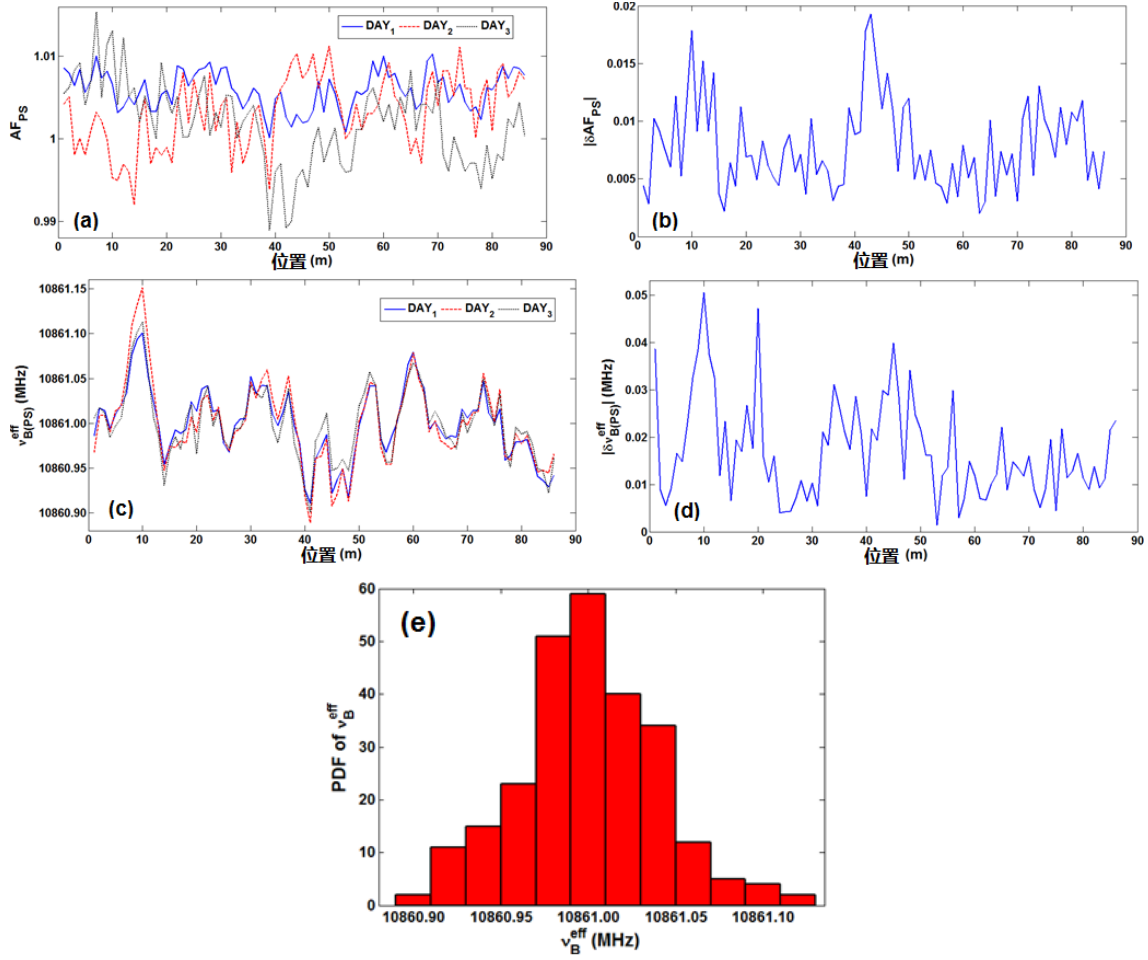 DAY1 DAY2 DAY3
1.01
1
0.99
AFPS
(a)
0 10 20 30 40 50 60 70 80 90
位置 (m)
0.02
0.015
0.01
0.005
0
|δAFPS|
(b)
0 10 20 30 40 50 60 70 80 90
位置 (m)
DAY1 DAY2 DAY3
10861.15
10861.10
10861.05
10861.00
10860.95
10860.90
νB(PS)eff (MHz)
(c)
0 10 20 30 40 50 60 70 80 90
位置 (m)
0.05
0.04
0.03
0.02
0.01
0
|δνB(PS)eff| (MHz)
(d)
0 10 20 30 40 50 60 70 80 90
位置 (m)
(e)
60
50
40
30
20
10
0
PDF of νBeff
10860.90 10860.95 10861.00 10861.05 10861.10
νBeff (MHz)